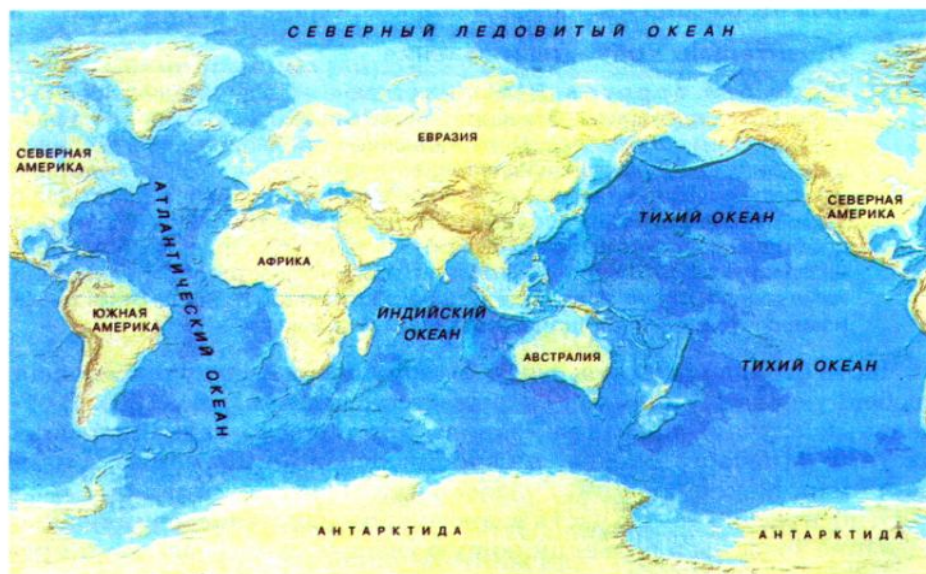 СЕВЕРНЫЙ ЛЕДОВИТЫЙ ОКЕАН
СЕВЕРНАЯ
АМЕРИКА
ЕВРАЗИЯ
АТЛАНТИЧЕСКИЙ ОКЕАН
ТИХИЙ ОКЕАН
СЕВЕРНАЯ
АМЕРИКА
АФРИКА
ЮЖНАЯ
АМЕРИКА
ИНДИЙСКИЙ
ОКЕАН
АВСТРАЛИЯ
ТИХИЙ ОКЕАН
АНТАРКТИДА
АНТАРКТИДА